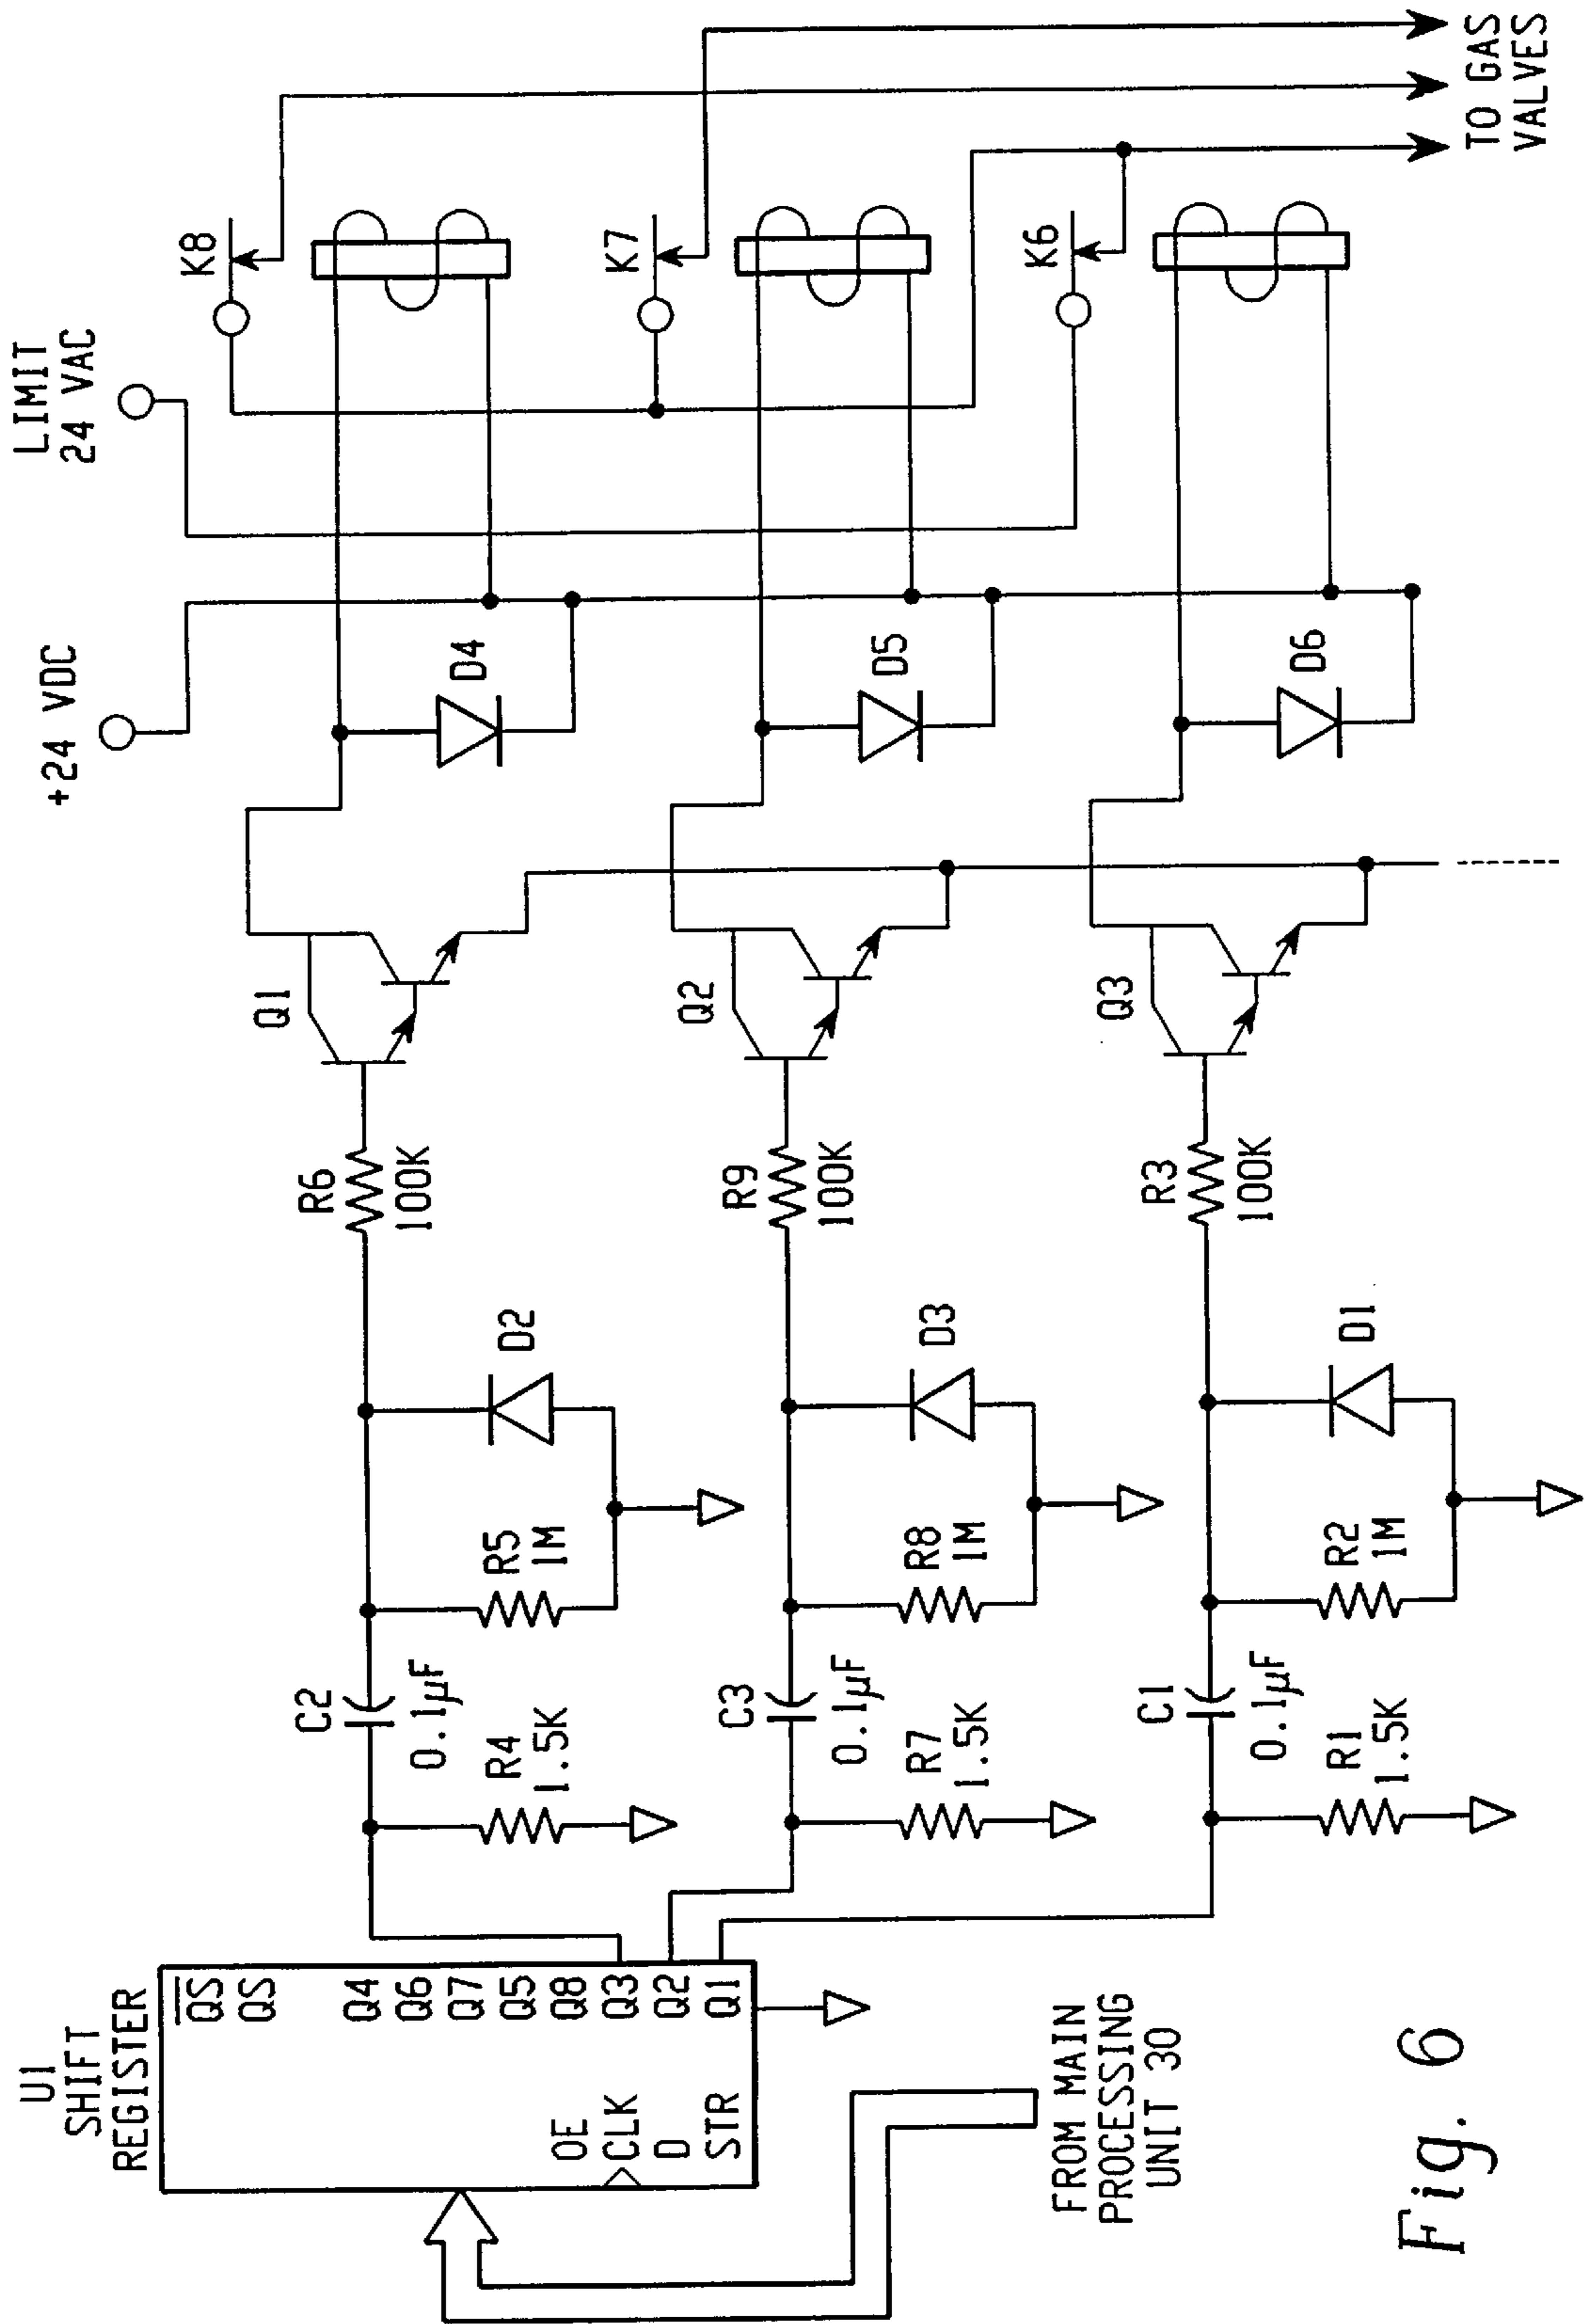 U1
SHIFT
REGISTER
QS
QS
Q4
Q6
Q7
Q5
Q8
Q3
Q2
Q1
OE
CLK
D
STR
FROM MAIN
PROCESSING
UNIT 30
C2
0.1µF
R4
1.5K
R5
1M
D2
R6
100K
Q1
+24 VDC
D4
LIMIT
24 VAC
K8
C3
0.1µF
R7
1.5K
R8
1M
D3
R9
100K
Q2
D5
K7
C1
0.1µF
R1
1.5K
R2
1M
D1
R3
100K
Q3
D6
K6
TO GAS
VALVES
Fig. 6